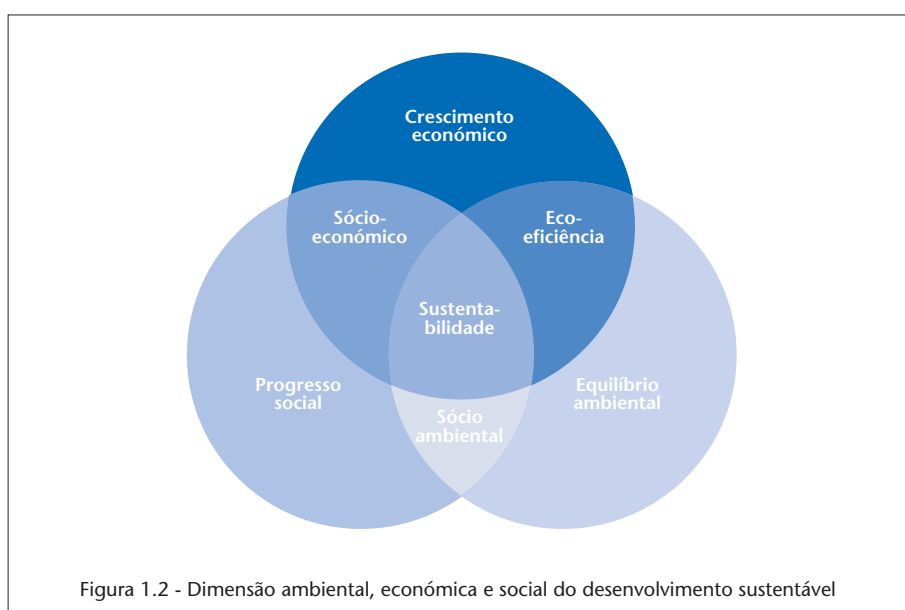 Crescimento
económico
Sócio-
económico
Eco-
eficiência
Sustenta-
bilidade
Progresso
social
Equilíbrio
ambiental
Sócio
ambiental
Figura 1.2 - Dimensão ambiental, económica e social do desenvolvimento sustentável